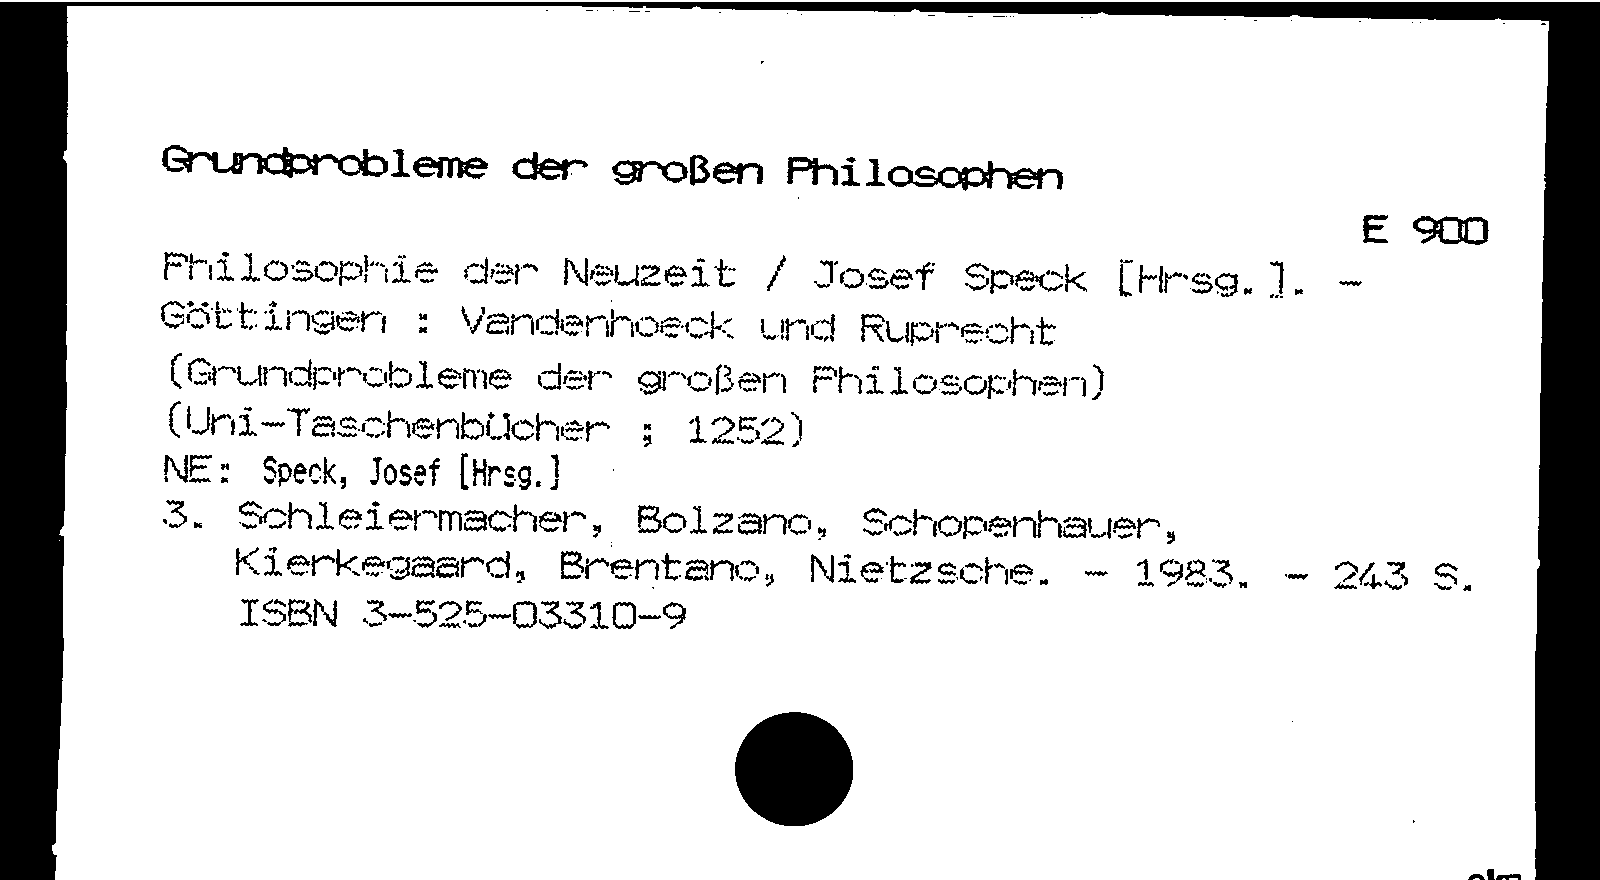 Grundprobleme der großen Philosophen
E 900
Philosophie der Neuzeit / Josef Speck [Hrsg.]. -
Göttingen : Vandenhoeck und Ruprecht
(Grundprobleme der großen Philosophen)
(Uni-Taschenbücher ; 1252)
NE: Speck, Josef [Hrsg.]
3. Schleiermacher, Bolzano, Schopenhauer,
Kierkegaard, Brentano, Nietzsche. - 1983. - 243 S.
ISBN 3-525-03310-9